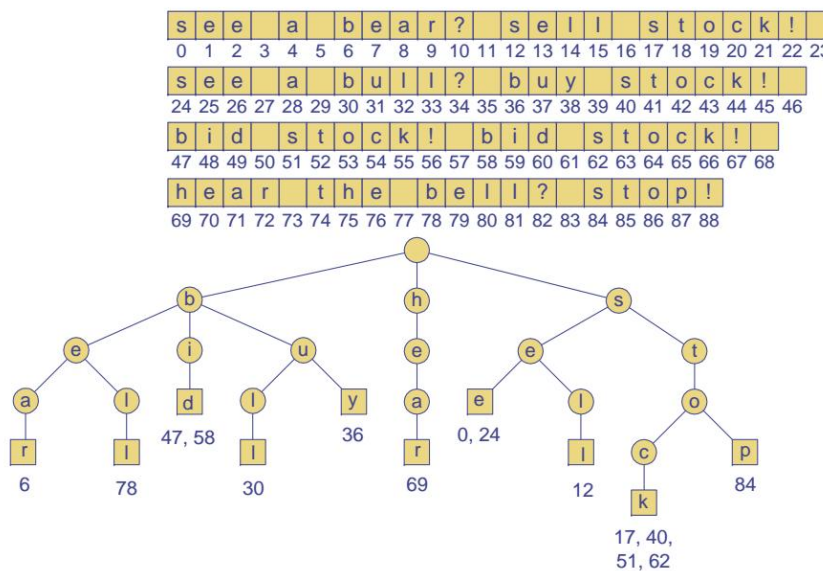 s e e a b e a r ? s e l l s t o c k !
0 1 2 3 4 5 6 7 8 9 10 11 12 13 14 15 16 17 18 19 20 21 22 23
s e e a b u l l ? b u y s t o c k !
24 25 26 27 28 29 30 31 32 33 34 35 36 37 38 39 40 41 42 43 44 45 46
b i d s t o c k ! b i d s t o c k !
47 48 49 50 51 52 53 54 55 56 57 58 59 60 61 62 63 64 65 66 67 68
h e a r t h e b e l l ? s t o p !
69 70 71 72 73 74 75 76 77 78 79 80 81 82 83 84 85 86 87 88
b h s
e i u e e t
a l d l y a e l o
47, 58 36 0, 24
r l l r l c p
6 78 30 69 12 84
k
17, 40,
51, 62